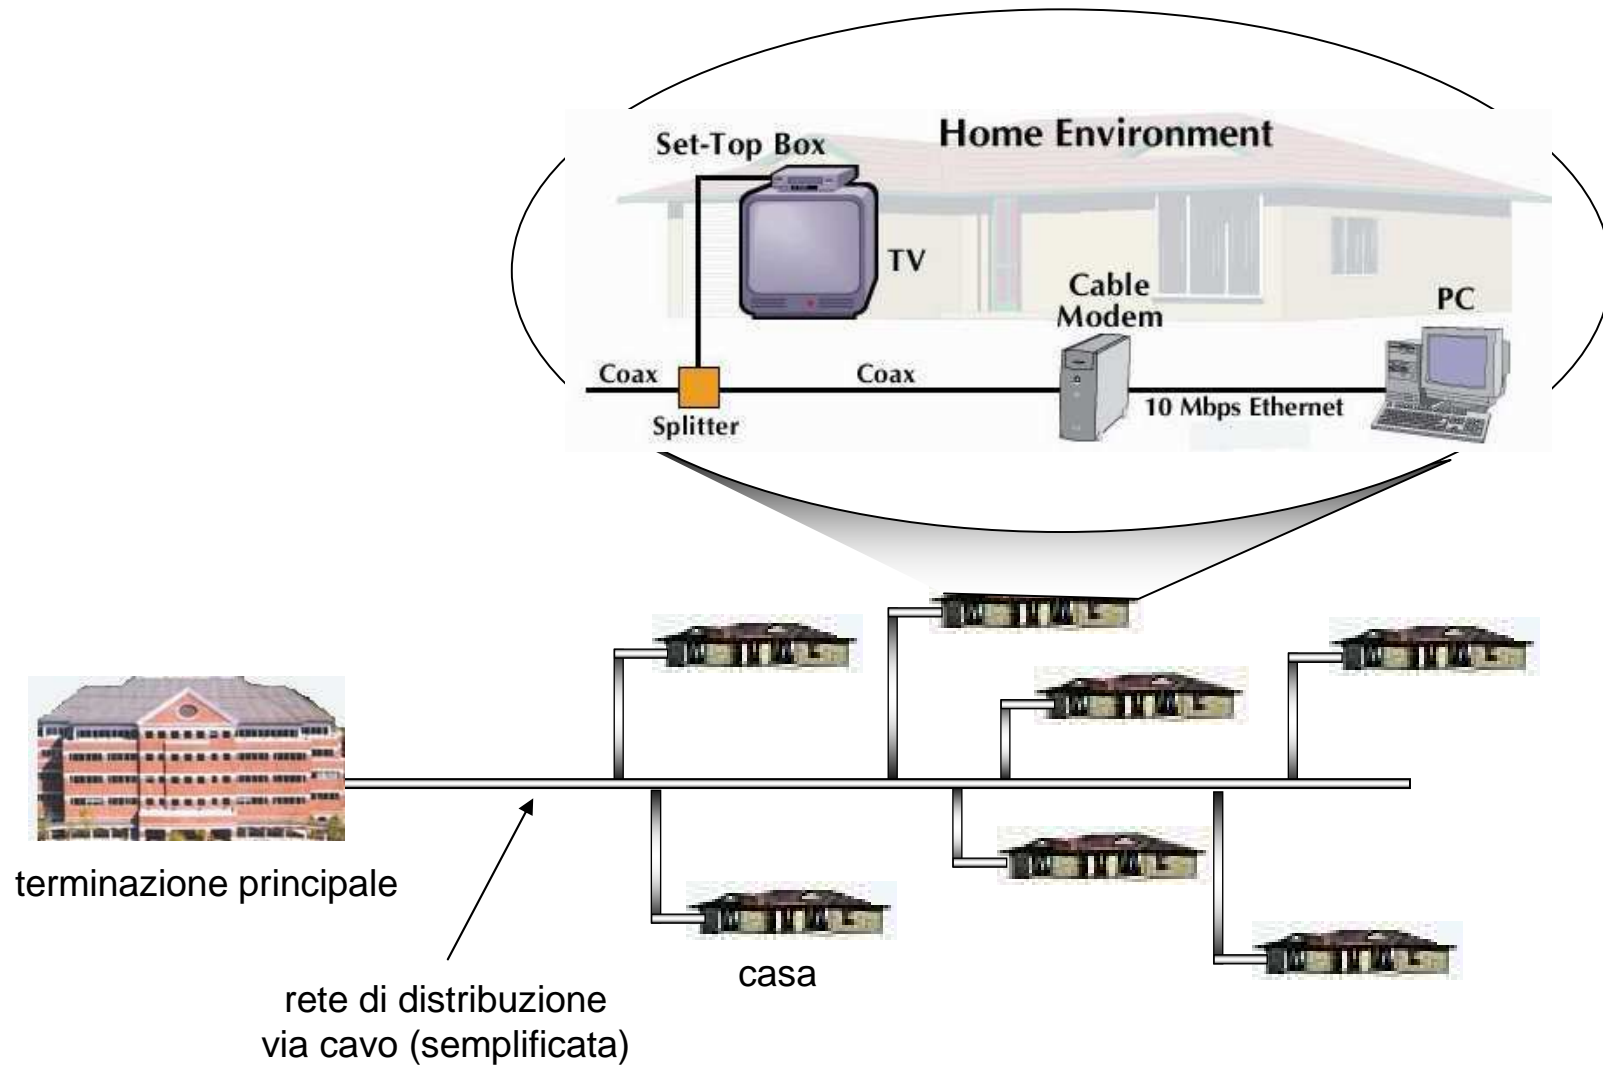 Home Environment
Set-Top Box
TV
Cable
Modem
PC
Coax
Coax
10 Mbps Ethernet
Splitter
terminazione principale
casa
rete di distribuzione
via cavo (semplificata)